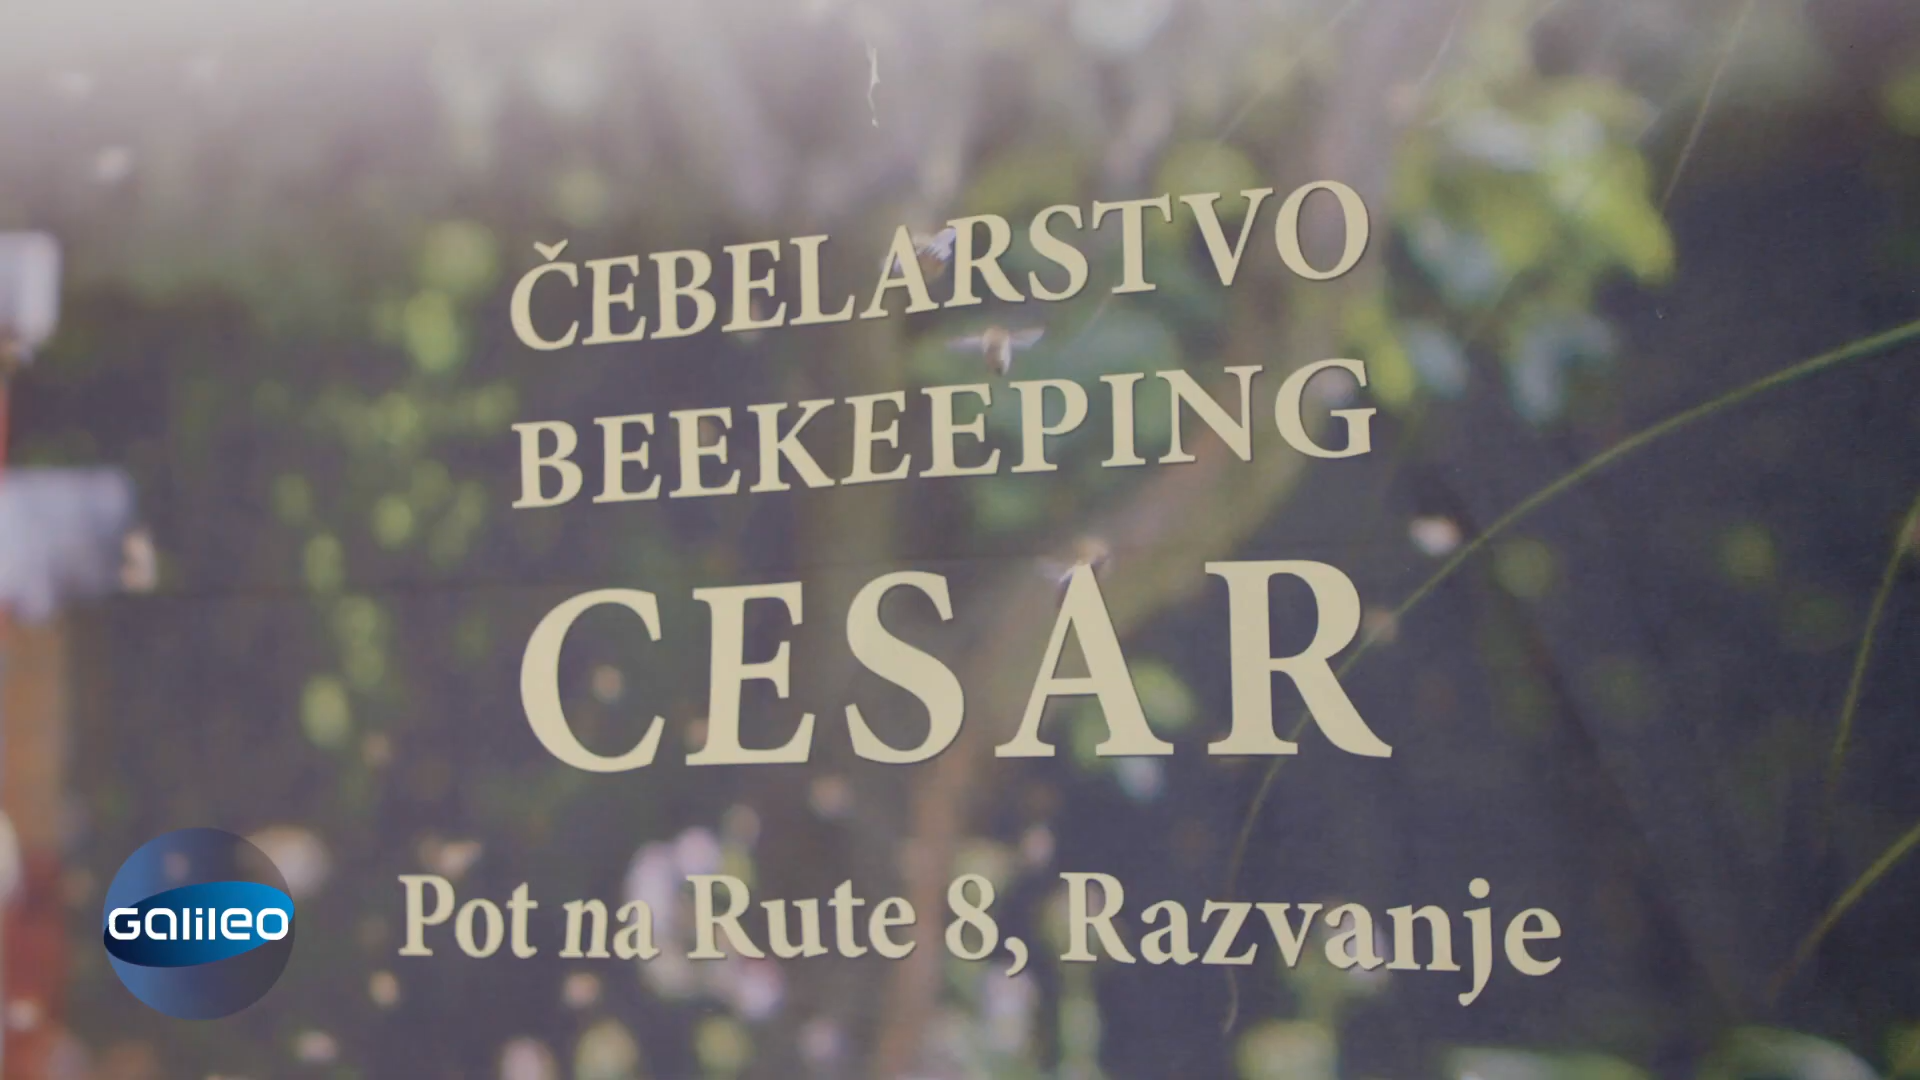 ČEBELARSTVO
BEEKEEPING
CESAR
Pot na Rute 8, Razvanje
Galileo